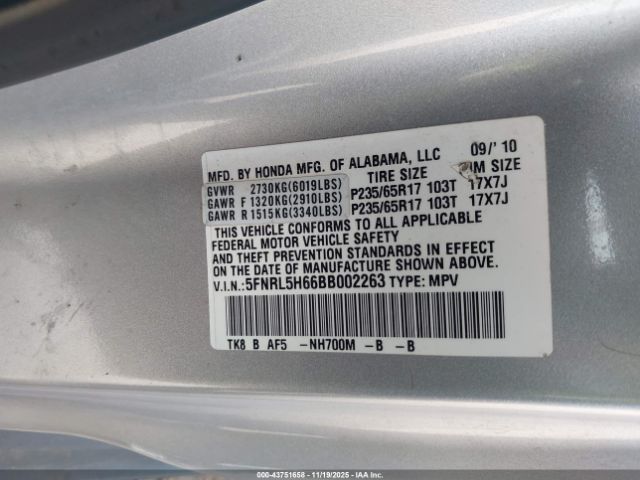 MFD. BY HONDA MFG. OF ALABAMA, LLC 09/' 10
TIRE SIZE SIZE
GVWR 2730KG(6019LBS)
GAWR F 1320KG(2910LBS) P235/65R17 103T 17X7J
GAWR R 1515KG(3340LBS) P235/65R17 103T 17X7J
THIS VEHICLE CONFORMS TO ALL APPLICABLE
FEDERAL MOTOR VEHICLE SAFETY
AND THEFT PREVENTION STANDARDS IN EFFECT
ON THE DATE OF MANUFACTURE SHOWN ABOVE.
V.I.N.:5FNRL5H66BB002263 TYPE: MPV
TK8 B AF5 -NH700M -B -B
000-43751658 - 11/19/2025 - IAAI.COM